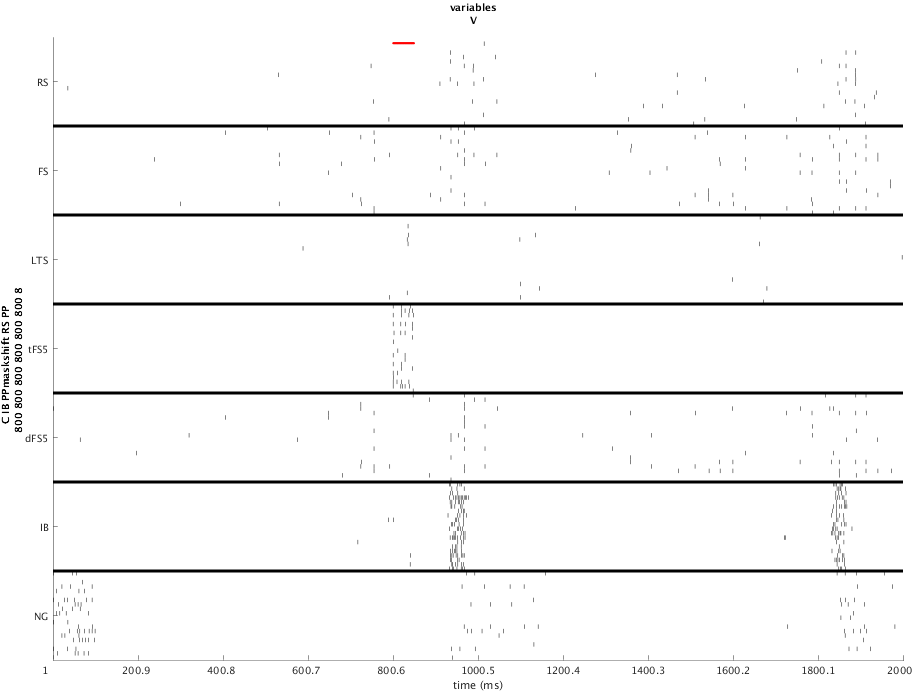 variables
V
C IB PPmaskshift RS PP
800 800 800 800 800 800 8
RS
FS
LTS
tFS5
dFS5
IB
NG
1 200.9 400.8 600.7 800.6 1000.5 1200.4 1400.3 1600.2 1800.1 2000
time (ms)